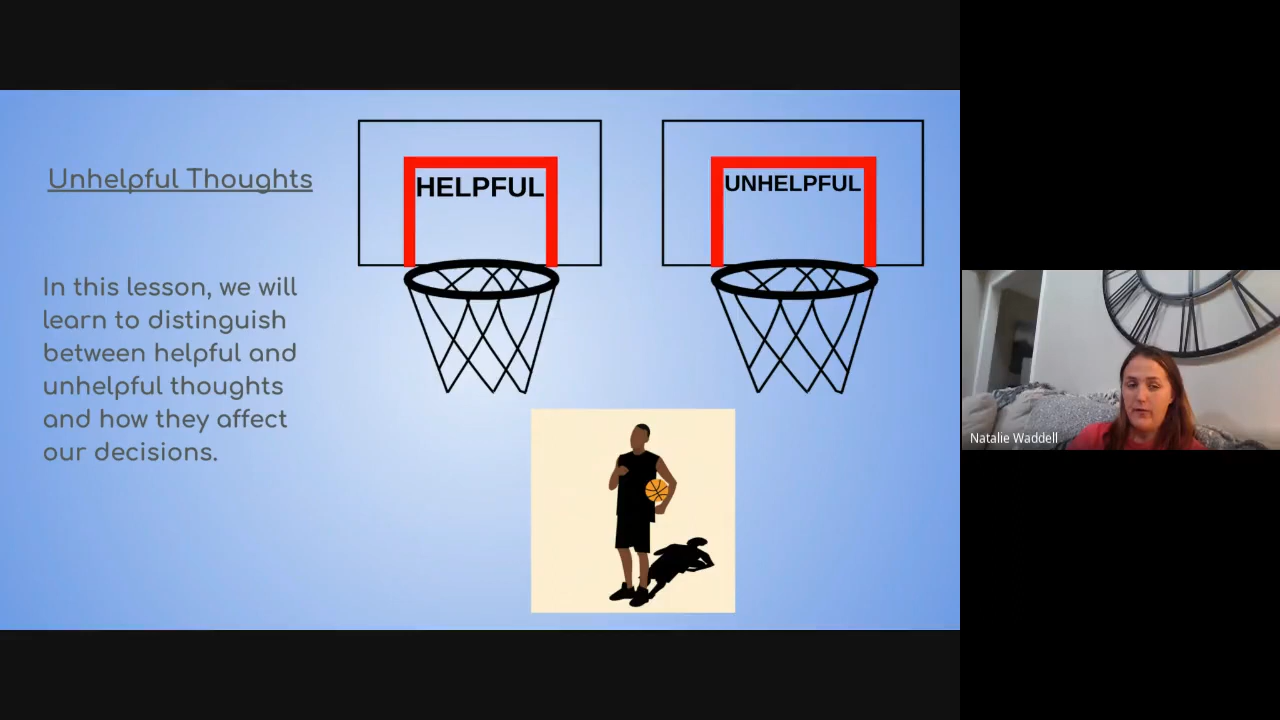 Unhelpful Thoughts
In this lesson, we will
learn to distinguish
between helpful and
unhelpful thoughts
and how they affect
our decisions.
HELPFUL
UNHELPFUL
Natalie Waddell